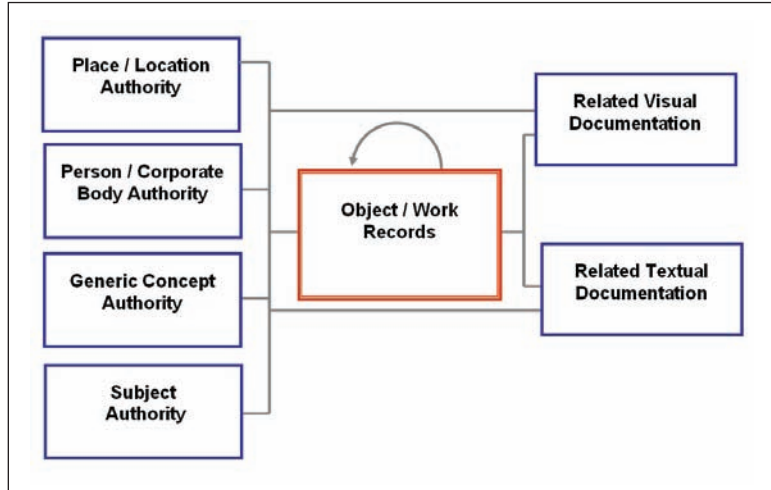 Place / Location
Authority
Person / Corporate
Body Authority
Generic Concept
Authority
Subject
Authority
Object / Work
Records
Related Visual
Documentation
Related Textual
Documentation